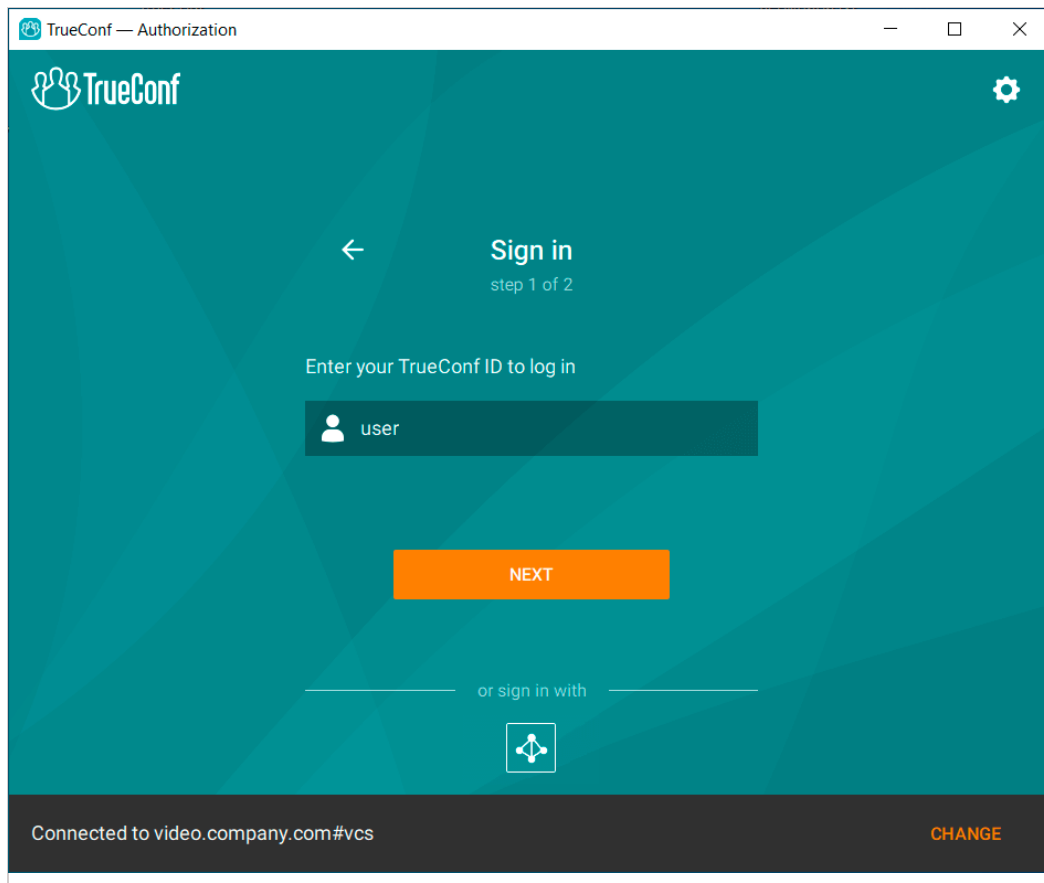 TrueConf — Authorization
TrueConf
Sign in
step 1 of 2
Enter your TrueConf ID to log in
user
NEXT
or sign in with
Connected to video.company.com#vcs
CHANGE